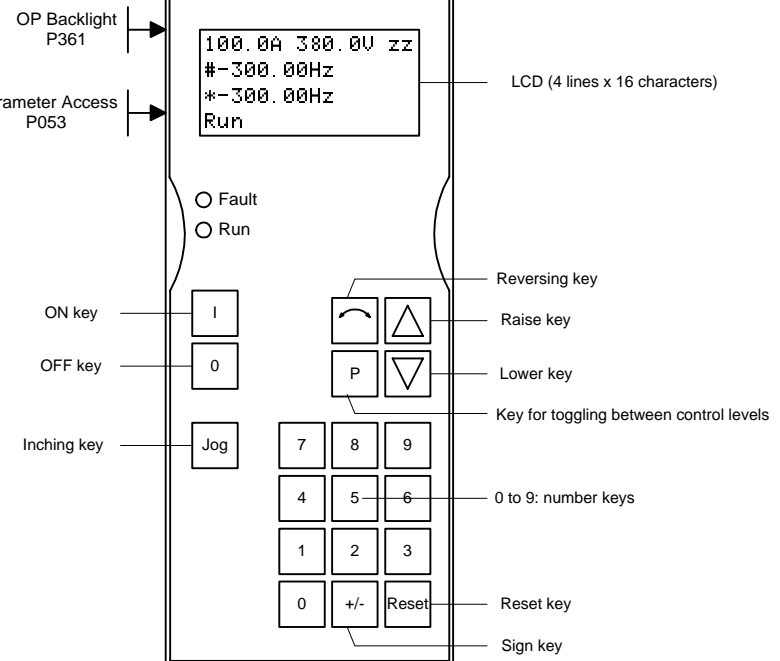 OP Backlight
P361
100.0A 380.0V zz
#-300.00Hz
*-300.00Hz
Run
LCD (4 lines x 16 characters)
rameter Access
P053
Fault
Run
Reversing key
ON key
I
Raise key
OFF key
0
P
Lower key
Key for toggling between control levels
Inching key
Jog
7
8
9
4
5
6
0 to 9: number keys
1
2
3
0
+/-
Reset
Reset key
Sign key